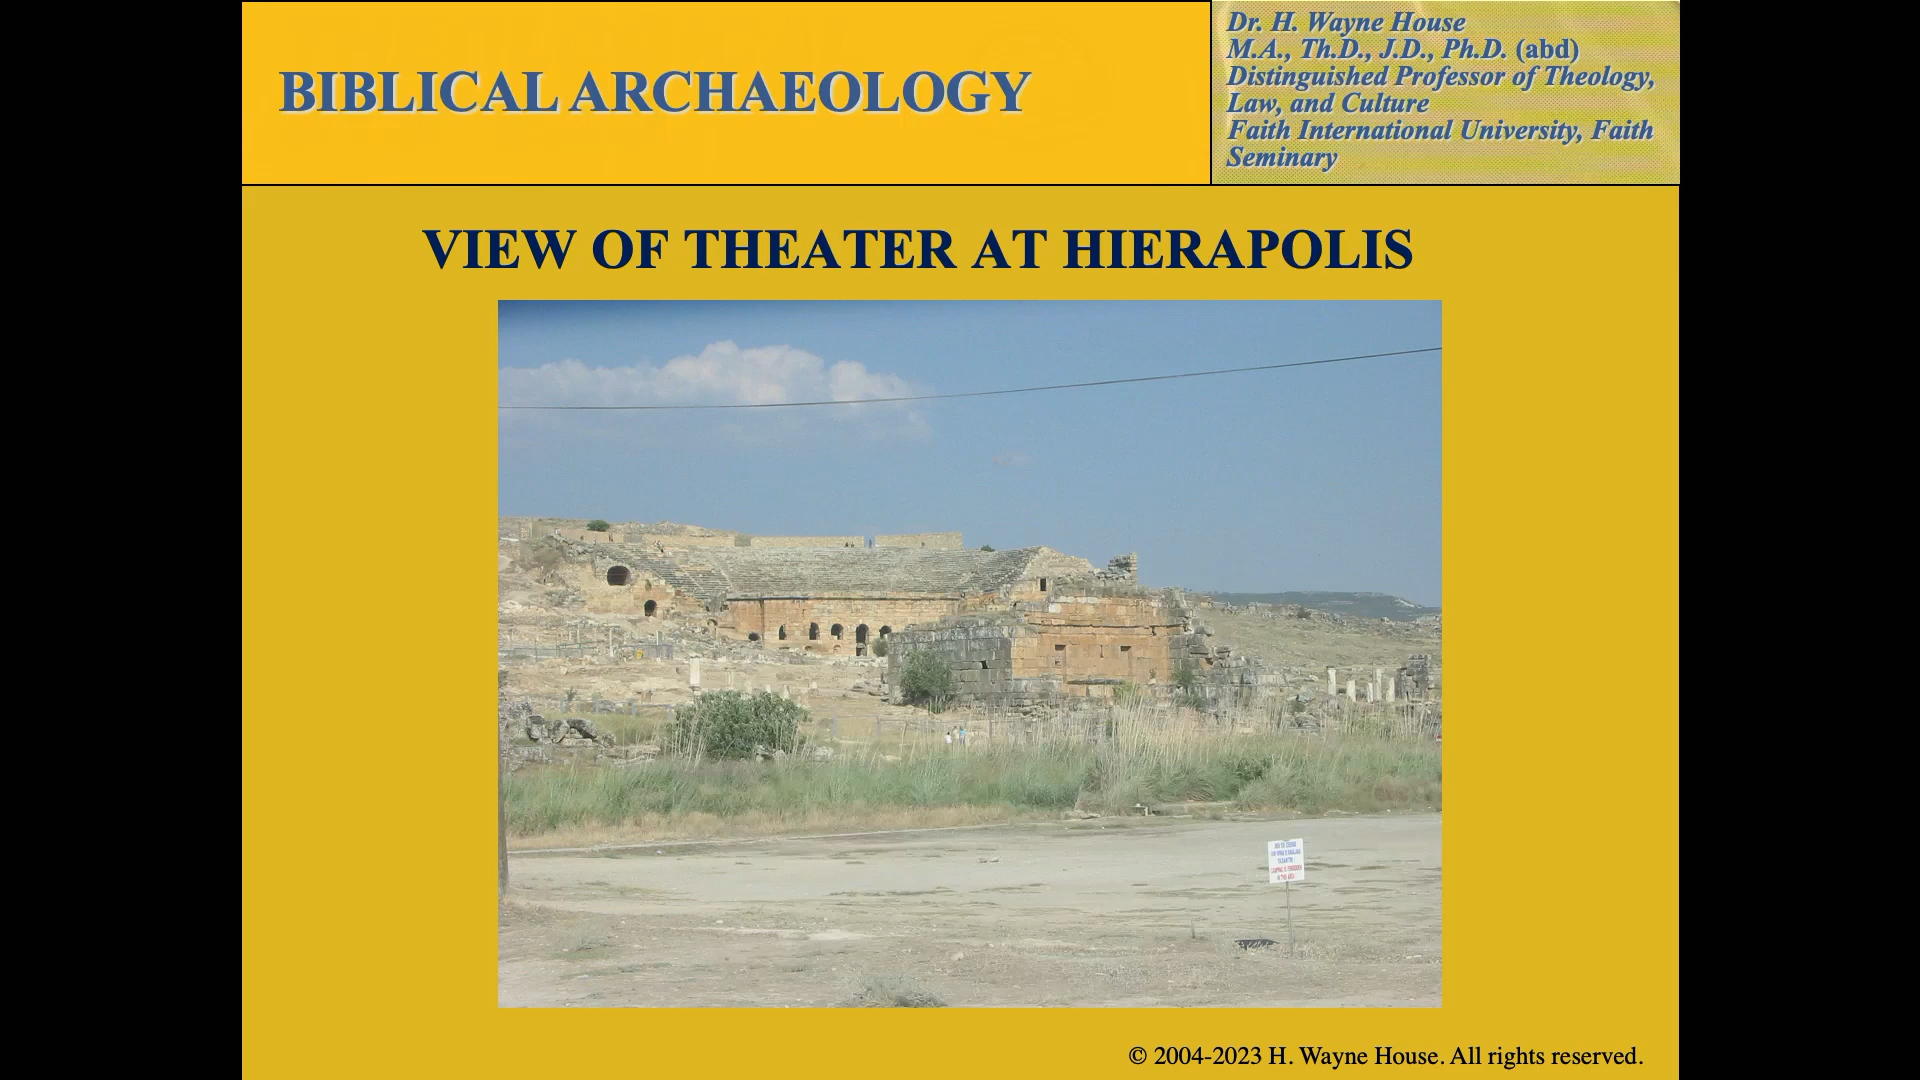 BIBLICAL ARCHAEOLOGY
Dr. H. Wayne House
M.A., Th.D., J.D., Ph.D. (abd)
Distinguished Professor of Theology,
Law, and Culture
Faith International University, Faith
Seminary
VIEW OF THEATER AT HIERAPOLIS
© 2004-2023 H. Wayne House. All rights reserved.